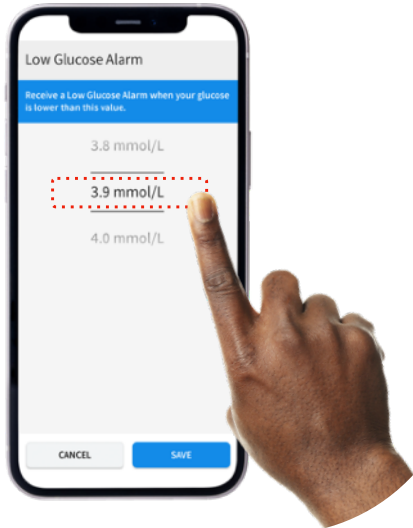 Low Glucose Alarm
Receive a Low Glucose Alarm when your glucose
is lower than this value.
3.8 mmol/L
3.9 mmol/L
4.0 mmol/L
CANCEL
SAVE